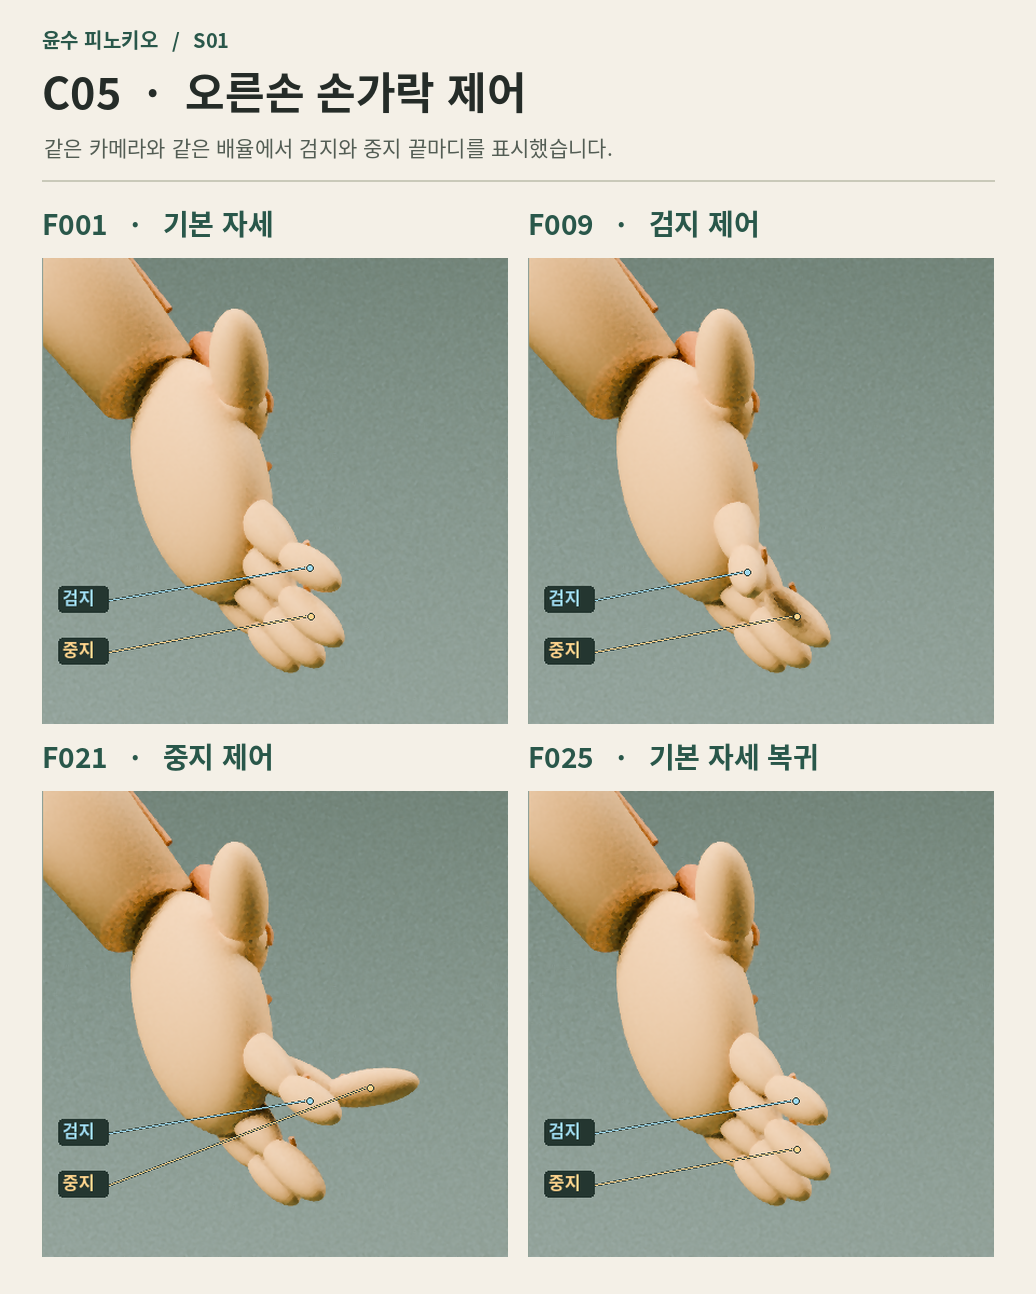 윤수 피노키오 / S01
C05 · 오른손 손가락 제어
같은 카메라와 같은 배율에서 검지와 중지 끝마디를 표시했습니다.
F001 · 기본 자세
검지
중지
F009 · 검지 제어
검지
중지
F021 · 중지 제어
검지
중지
F025 · 기본 자세 복귀
검지
중지